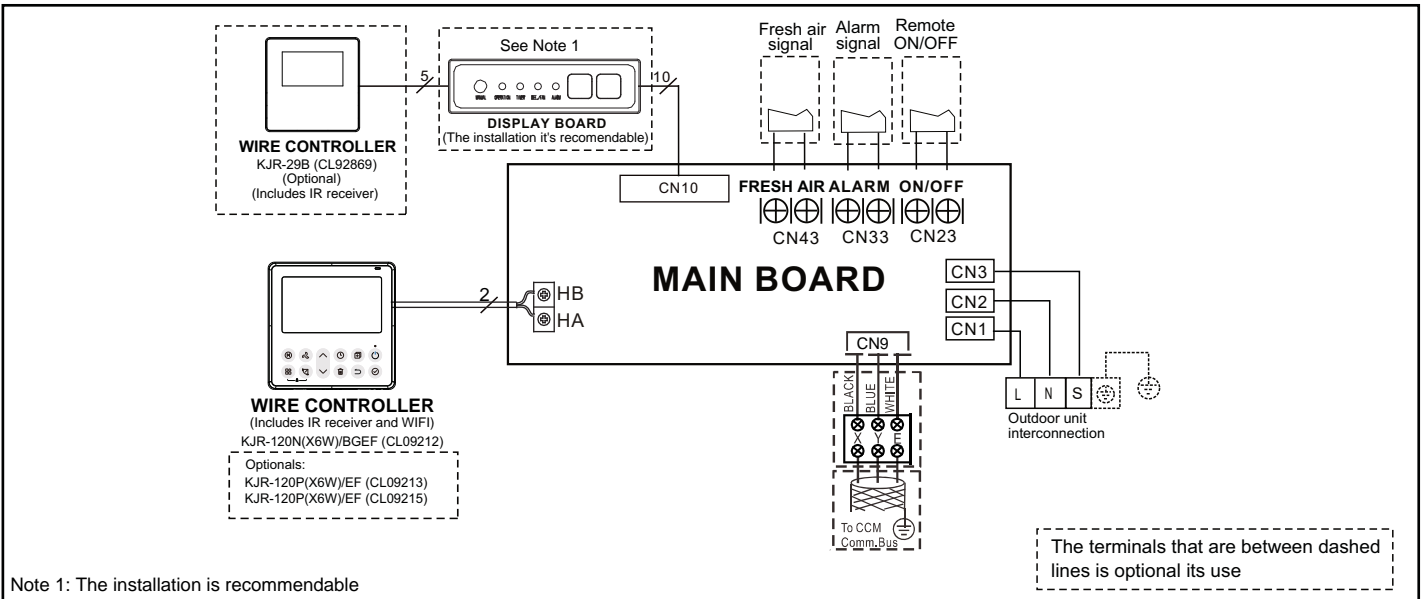 Fresh air signal
Alarm signal
Remote ON/OFF
See Note 1
5
10
DISPLAY BOARD
(The installation it's recomendable)
WIRE CONTROLLER
KJR-29B (CL92869)
(Optional)
(Includes IR receiver)
CN10
FRESH AIR ALARM ON/OFF
CN43 CN33 CN23
MAIN BOARD
CN3
CN2
CN1
2
HB
HA
CN9
BLACK
BLUE
WHITE
X Y E
L N S
Outdoor unit
interconnection
To CCM
Comm.Bus
WIRE CONTROLLER
(Includes IR receiver and WIFI)
KJR-120N(X6W)/BGEF (CL09212)
Optionals:
KJR-120P(X6W)/EF (CL09213)
KJR-120P(X6W)/EF (CL09215)
The terminals that are between dashed
lines is optional its use
Note 1: The installation is recommendable